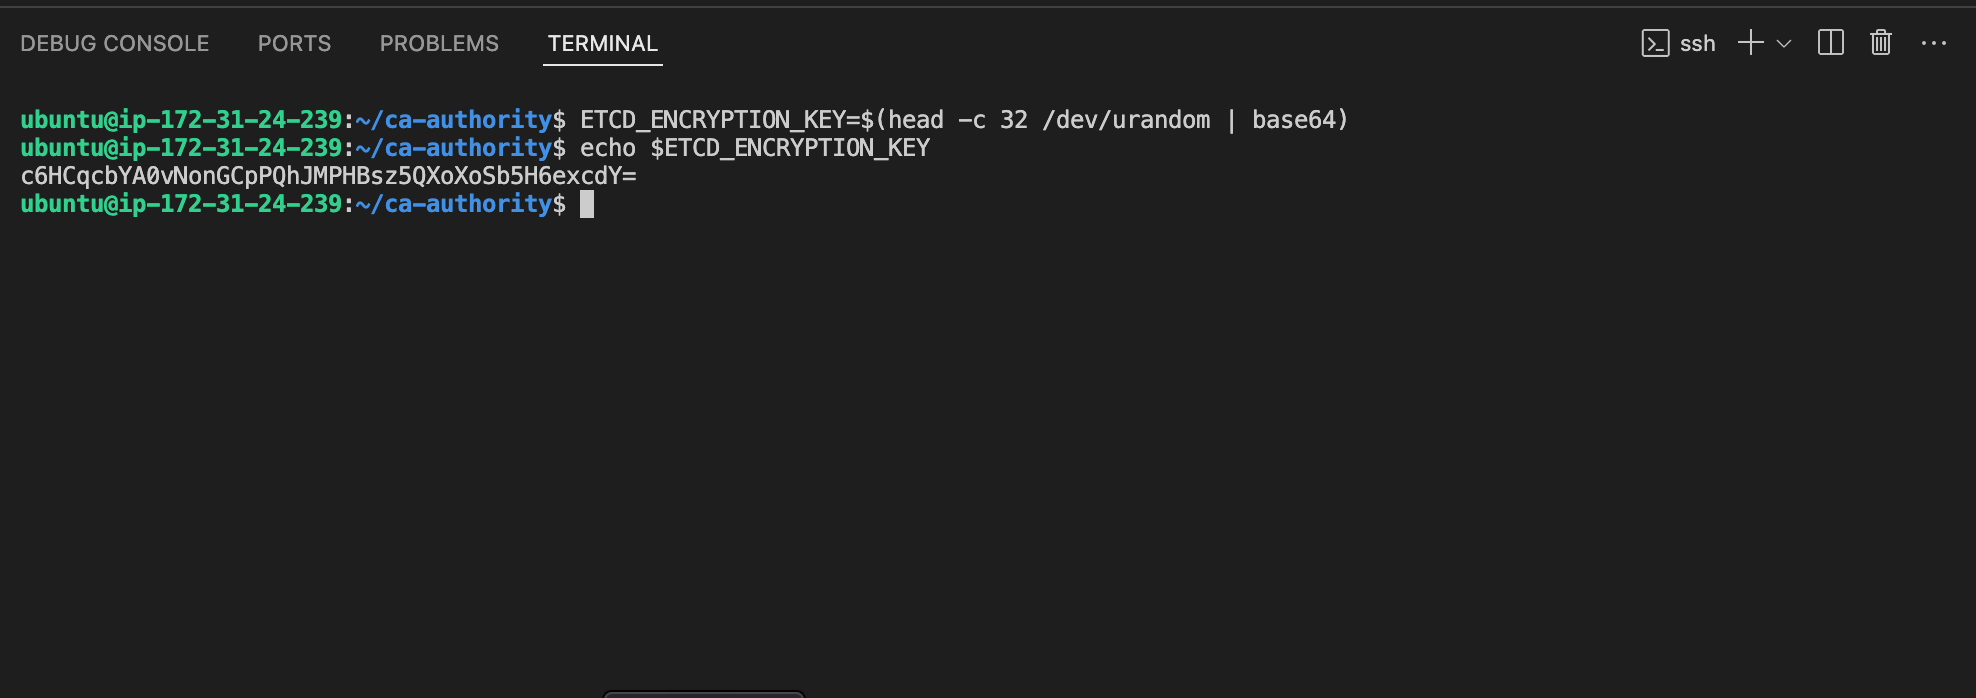 DEBUG CONSOLE PORTS PROBLEMS TERMINAL ssh
ubuntu@ip-172-31-24-239:~/ca-authority$ ETCD_ENCRYPTION_KEY=$(head -c 32 /dev/urandom | base64)
ubuntu@ip-172-31-24-239:~/ca-authority$ echo $ETCD_ENCRYPTION_KEY
c6HCqcbYA0vNonGCpPQhJMPHBsz5QXoXoSb5H6excdY=
ubuntu@ip-172-31-24-239:~/ca-authority$